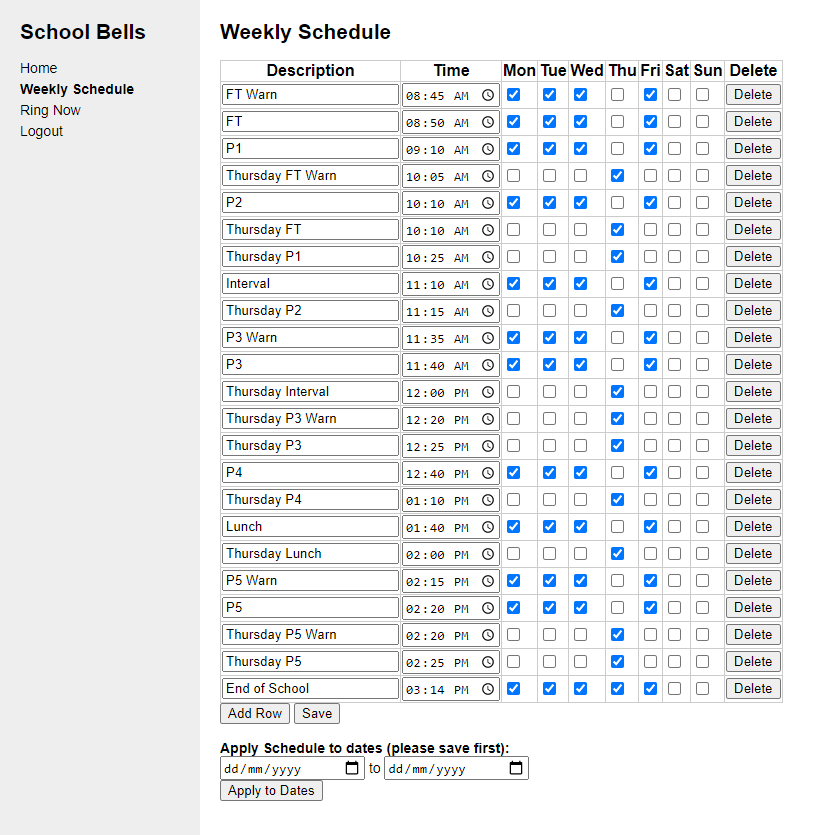 School Bells
Home
Weekly Schedule
Ring Now
Logout
Weekly Schedule
Description Time Mon Tue Wed Thu Fri Sat Sun Delete
FT Warn 08:45 AM Delete
FT 08:50 AM Delete
P1 09:10 AM Delete
Thursday FT Warn 10:05 AM Delete
P2 10:10 AM Delete
Thursday FT 10:10 AM Delete
Thursday P1 10:25 AM Delete
Interval 11:10 AM Delete
Thursday P2 11:15 AM Delete
P3 Warn 11:35 AM Delete
P3 11:40 AM Delete
Thursday Interval 12:00 PM Delete
Thursday P3 Warn 12:20 PM Delete
Thursday P3 12:25 PM Delete
P4 12:40 PM Delete
Thursday P4 01:10 PM Delete
Lunch 01:40 PM Delete
Thursday Lunch 02:00 PM Delete
P5 Warn 02:15 PM Delete
P5 02:20 PM Delete
Thursday P5 Warn 02:20 PM Delete
Thursday P5 02:25 PM Delete
End of School 03:14 PM Delete
Add Row Save
Apply Schedule to dates (please save first):
dd/mm/yyyy to dd/mm/yyyy
Apply to Dates